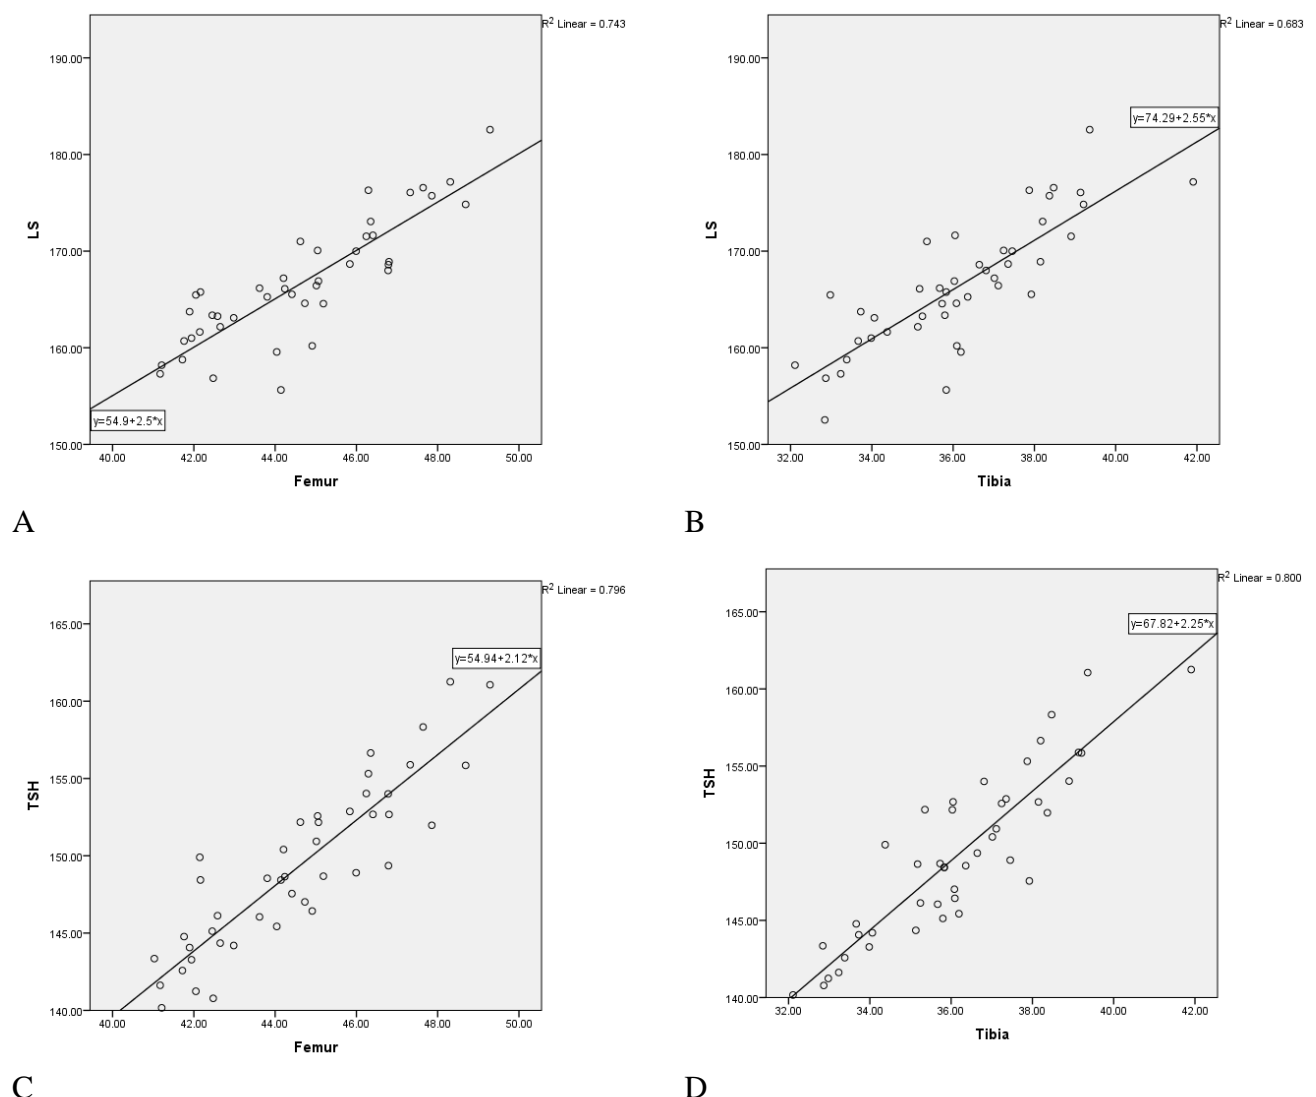 R² Linear = 0.743
190.00
180.00
LS
170.00
160.00
150.00
y=54.9+2.5*x
40.00 42.00 44.00 46.00 48.00 50.00
Femur
A
R² Linear = 0.683
190.00
y=74.29+2.55*x
180.00
LS
170.00
160.00
150.00
32.00 34.00 36.00 38.00 40.00 42.00
Tibia
B
R² Linear = 0.796
165.00
y=54.94+2.12*x
160.00
155.00
TSH
150.00
145.00
140.00
40.00 42.00 44.00 46.00 48.00 50.00
Femur
C
R² Linear = 0.800
165.00
y=67.82+2.25*x
160.00
155.00
TSH
150.00
145.00
140.00
32.00 34.00 36.00 38.00 40.00 42.00
Tibia
D